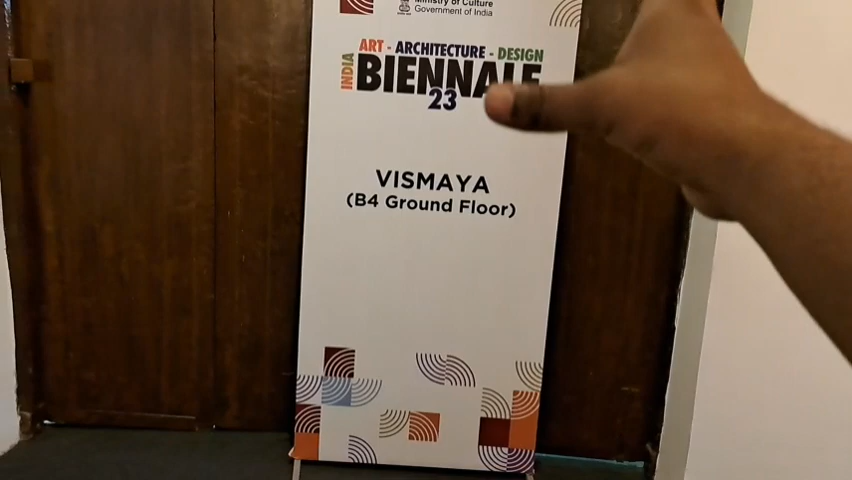 Ministry of Culture
Government of India
ART - ARCHITECTURE - DESIGN
INDIA
BIENNALE
23
VISMAYA
(B4 Ground Floor)